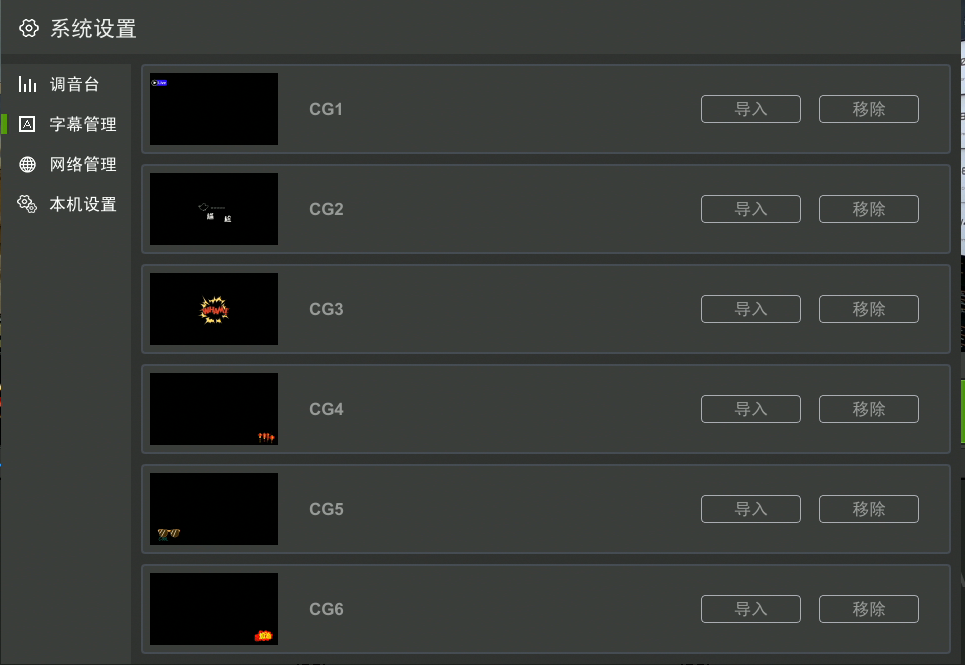 系统设置
调音台
字幕管理
网络管理
本机设置
Live
CG1
导入
移除
CG2
导入
移除
CG3
导入
移除
CG4
导入
移除
CG5
导入
移除
CG6
导入
移除